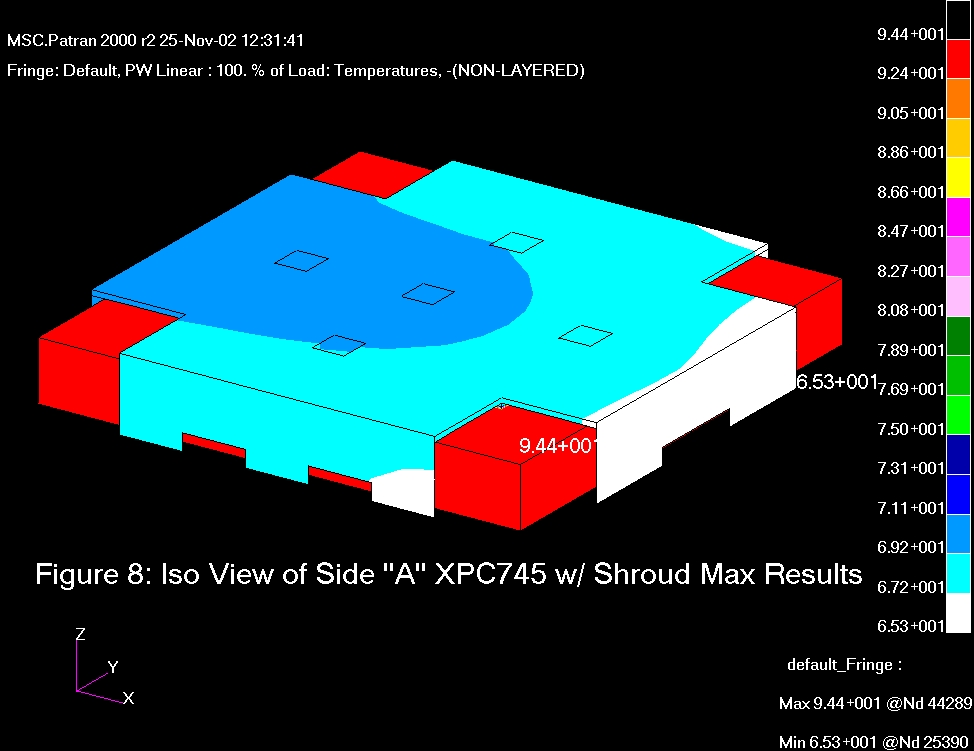 MSC.Patran 2000 r2 25-Nov-02 12:31:41
Fringe: Default, PW Linear : 100. % of Load: Temperatures, -(NON-LAYERED)
9.44+001
9.24+001
9.05+001
8.86+001
8.66+001
8.47+001
8.27+001
8.08+001
7.89+001
7.69+001
7.50+001
7.31+001
7.11+001
6.92+001
6.72+001
6.53+001
6.53+001
9.44+001
Figure 8: Iso View of Side "A" XPC745 w/ Shroud Max Results
Z
Y
X
default_Fringe :
Max 9.44+001 @Nd 44289
Min 6.53+001 @Nd 25390